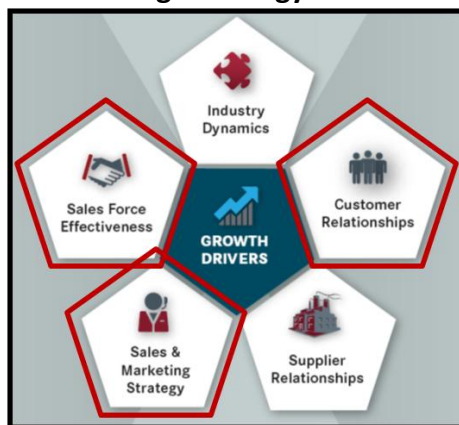 Industry
Dynamics
Sales Force
Effectiveness
Customer
Relationships
GROWTH
DRIVERS
Sales &
Marketing
Strategy
Supplier
Relationships